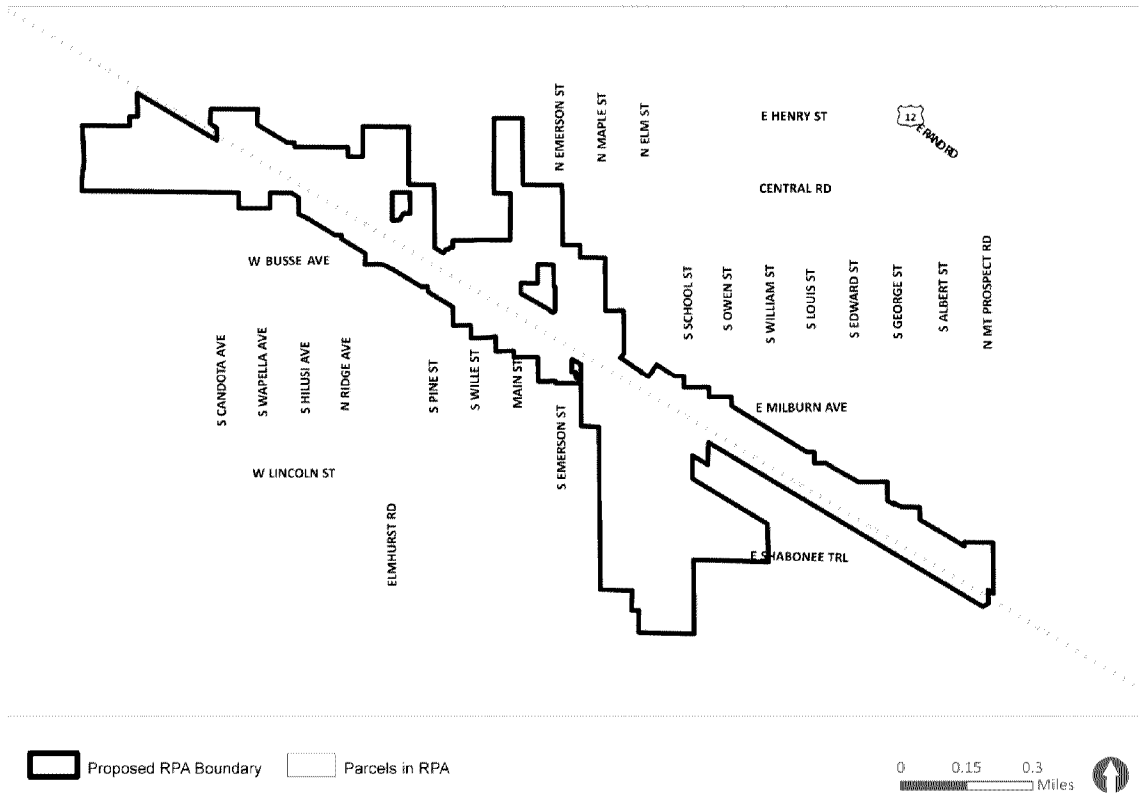 N EMERSON ST
N MAPLE ST
N ELM ST
E HENRY ST
12
E RAND RD
CENTRAL RD
W BUSSE AVE
S SCHOOL ST
S OWEN ST
S WILLIAM ST
S LOUIS ST
S EDWARD ST
S GEORGE ST
S ALBERT ST
N MT PROSPECT RD
S CANDOTA AVE
S WAPELLA AVE
S HILUSI AVE
N RIDGE AVE
S PINE ST
S WILLE ST
MAIN ST
S EMERSON ST
E MILBURN AVE
W LINCOLN ST
ELMHURST RD
E SHABONEE TRL
Proposed RPA Boundary
Parcels in RPA
0 0.15 0.3
Miles